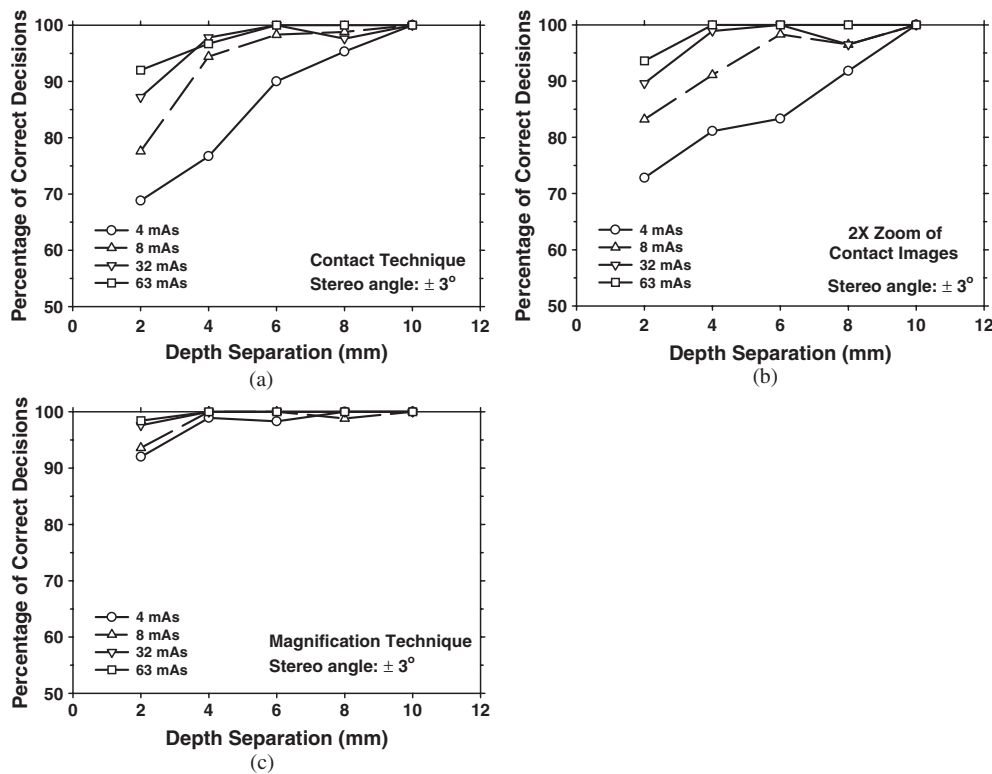 Percentage of Correct Decisions
100
90
80
70
60
50
4 mAs
8 mAs
32 mAs
63 mAs
Contact Technique
Stereo angle: ± 3°
0 2 4 6 8 10 12
Depth Separation (mm)
(a)
Percentage of Correct Decisions
100
90
80
70
60
50
4 mAs
8 mAs
32 mAs
63 mAs
2X Zoom of
Contact Images
Stereo angle: ± 3°
0 2 4 6 8 10 12
Depth Separation (mm)
(b)
Percentage of Correct Decisions
100
90
80
70
60
50
4 mAs
8 mAs
32 mAs
63 mAs
Magnification Technique
Stereo angle: ± 3°
0 2 4 6 8 10 12
Depth Separation (mm)
(c)